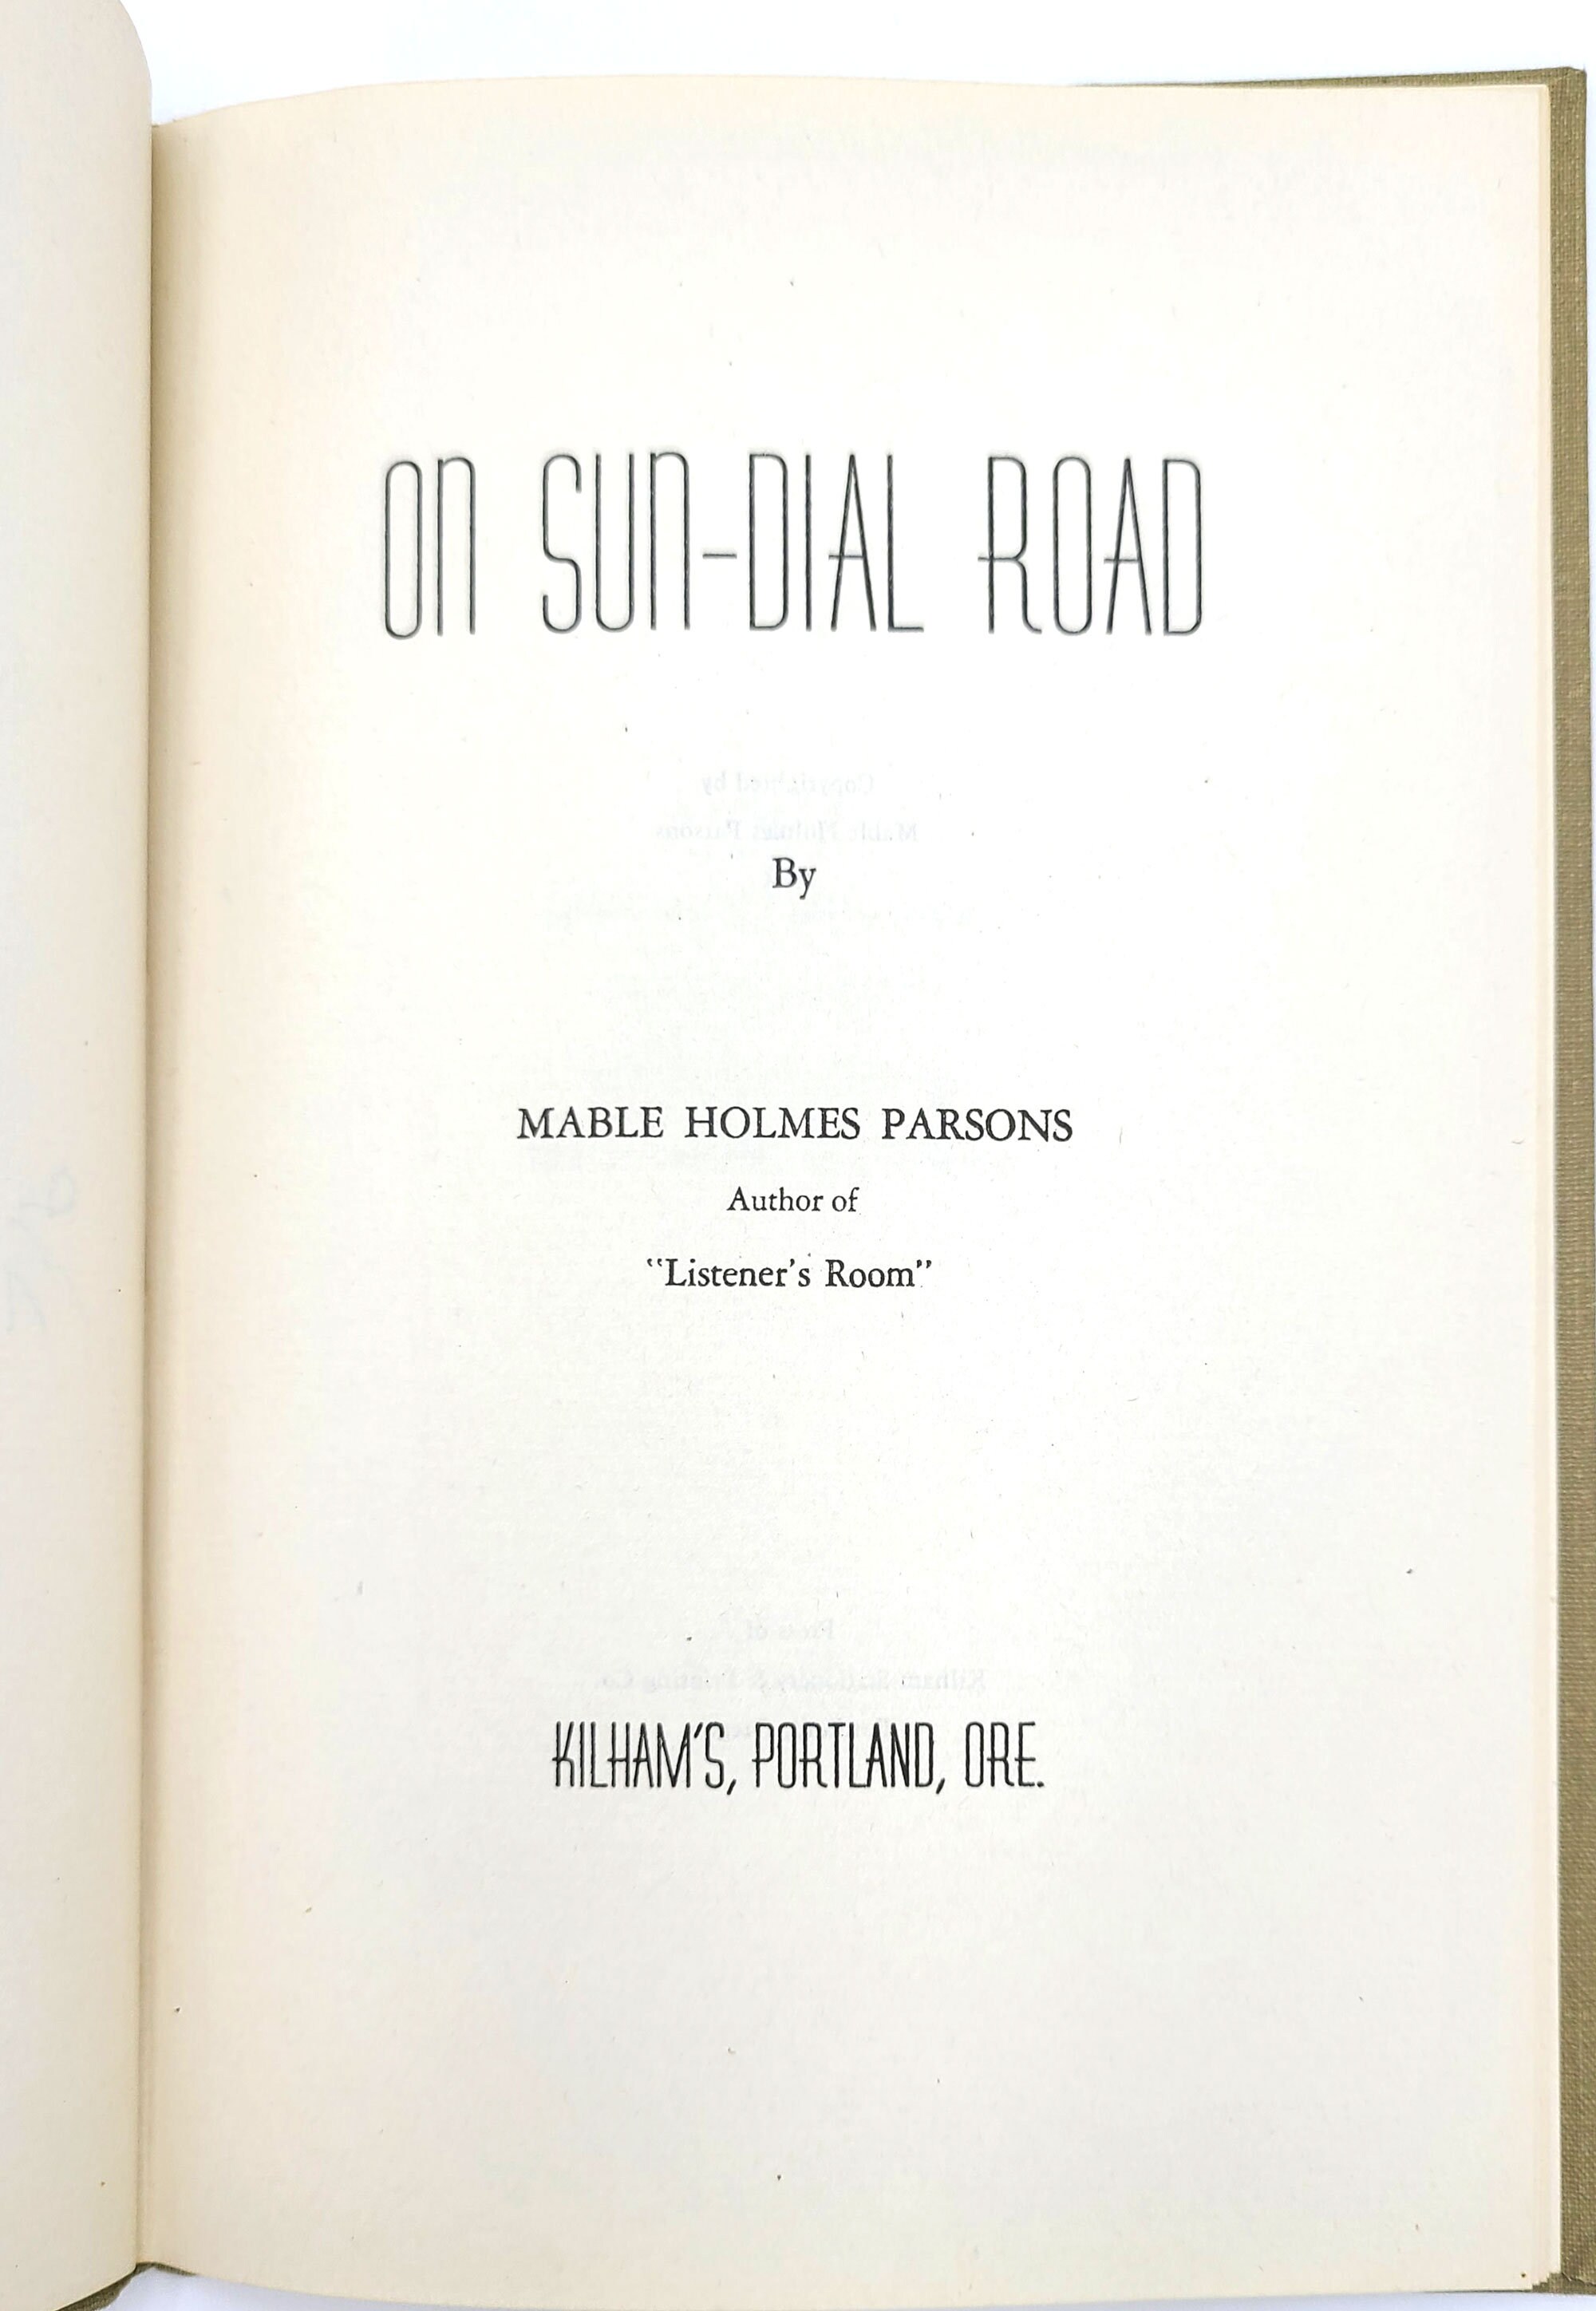 On SUn-DIAL ROAD
By
MABLE HOLMES PARSONS
Author of
"Listener's Room"
KILHAM'S, PORTLAND, ORE.